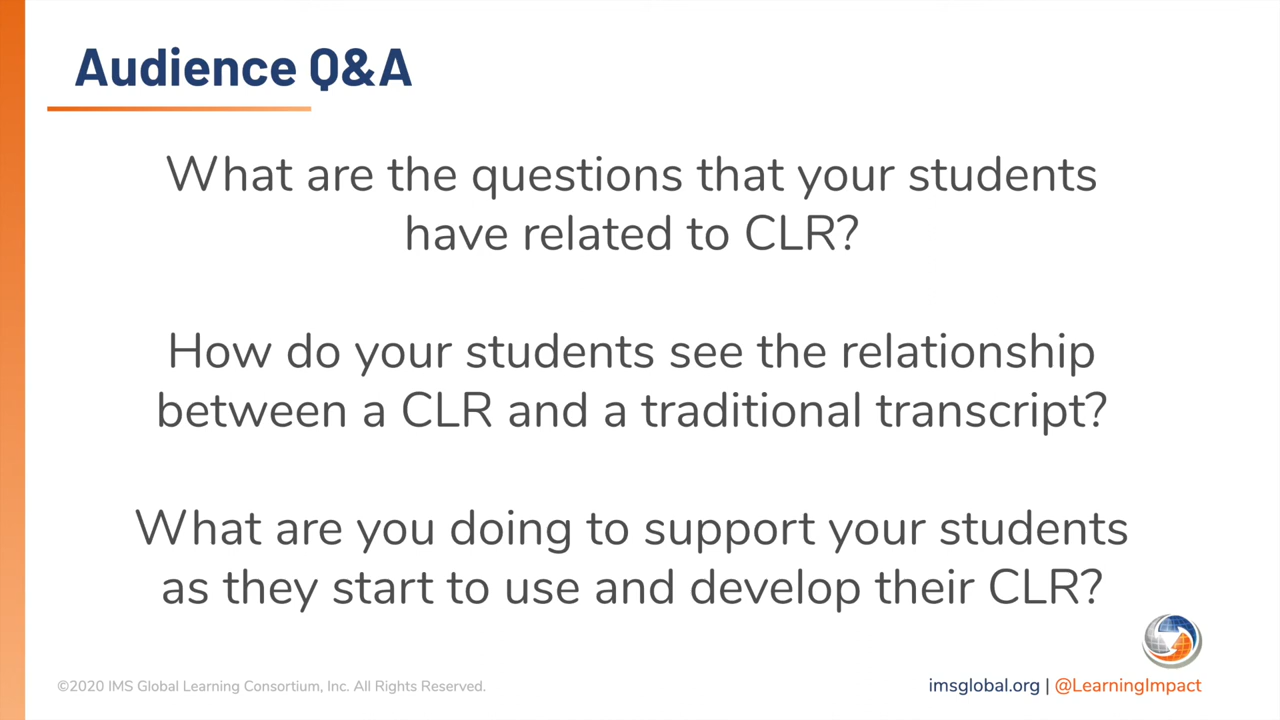 Audience Q&A
What are the questions that your students
have related to CLR?
How do your students see the relationship
between a CLR and a traditional transcript?
What are you doing to support your students
as they start to use and develop their CLR?
©2020 IMS Global Learning Consortium, Inc. All Rights Reserved.
imsglobal.org | @LearningImpact